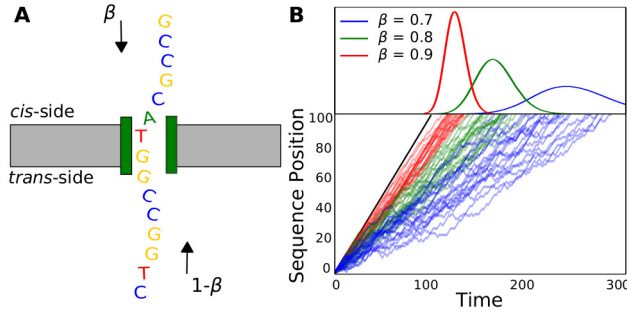 A
β
G
C
C
G
C
A
T
G
G
C
C
G
G
T
C
cis-side
trans-side
1-β
B
β = 0.7
β = 0.8
β = 0.9
100
80
60
40
20
0
Sequence Position
0
100
200
300
Time